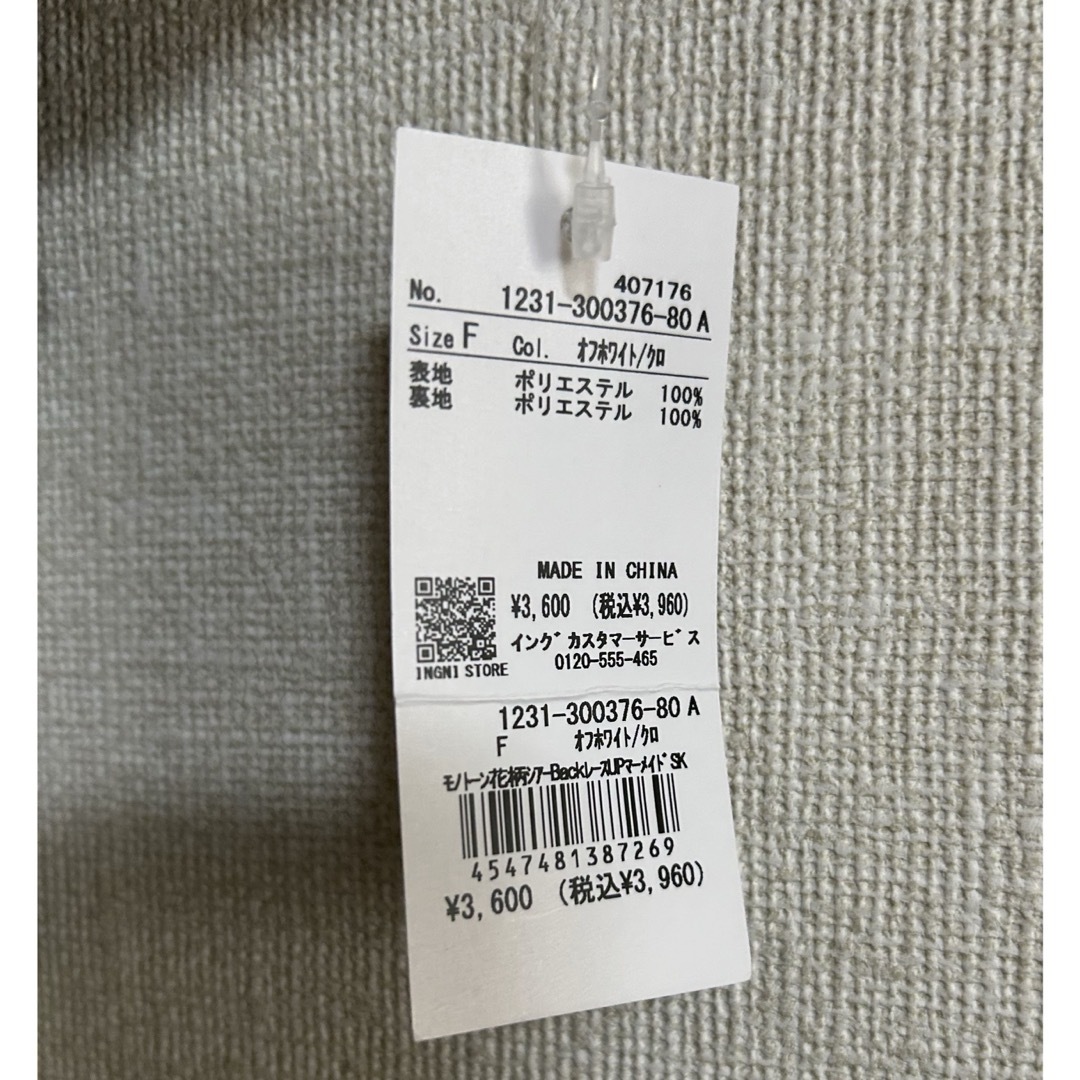 407176
No. 1231-300376-80 A
Size F Col. ｵﾌﾎﾜｲﾄ/ｸﾛ
表地 ポリエステル 100%
裏地 ポリエステル 100%
MADE IN CHINA
¥3,600 (税込¥3,960)
イング カスタマーサービス
0120-555-465
INGNI STORE
1231-300376-80 A
F ｵﾌﾎﾜｲﾄ/ｸﾛ
ﾓﾉﾄｰﾝ花柄ｼｱｰBackﾚｰｽUPﾏｰﾒｲﾄﾞSK
4547481387269
¥3,600 (税込¥3,960)